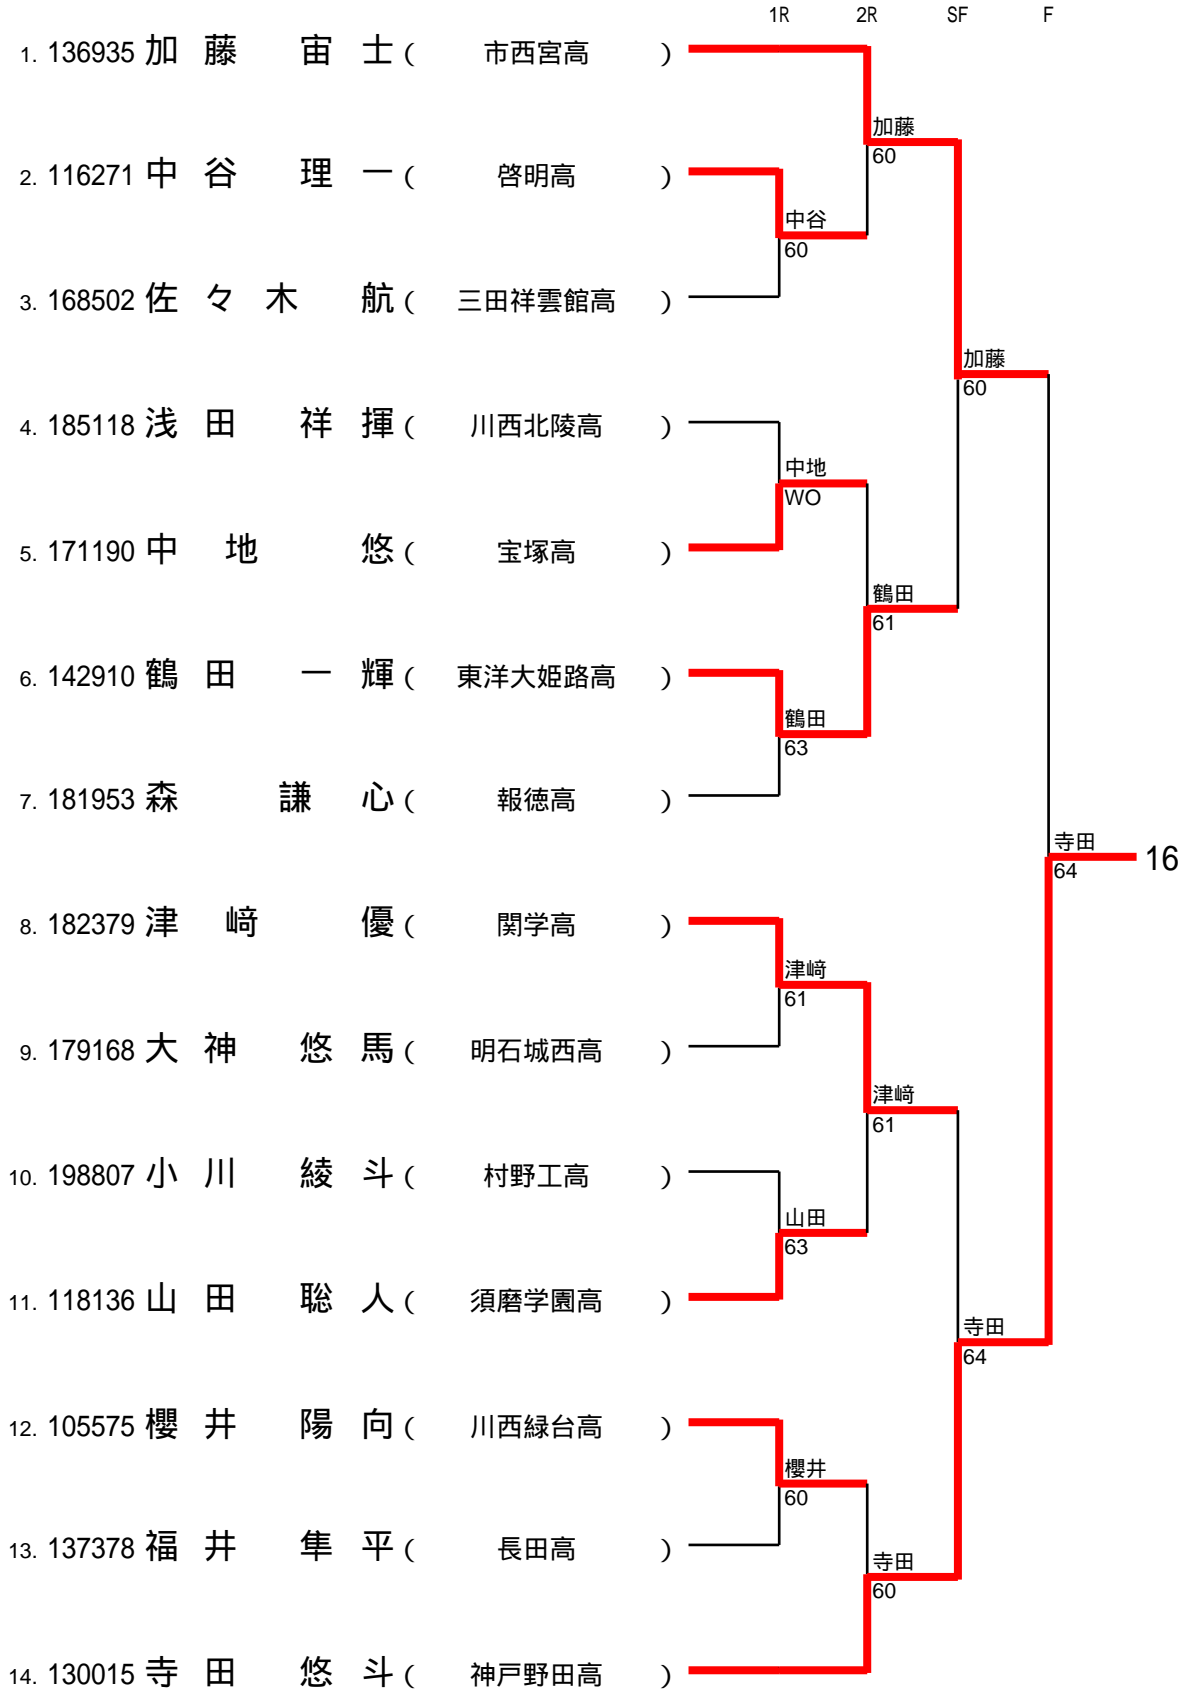 1R 2R SF F
1. 136935 加藤 宙士 ( 市西宮高 )
加藤
60
2. 116271 中谷 理一 ( 啓明高 )
中谷
60
3. 168502 佐々木 航 ( 三田祥雲館高 )
加藤
60
4. 185118 浅田 祥揮 ( 川西北陵高 )
中地
WO
5. 171190 中地 悠 ( 宝塚高 )
鶴田
61
6. 142910 鶴田 一輝 ( 東洋大姫路高 )
鶴田
63
7. 181953 森 謙心 ( 報徳高 )
寺田
64
16
8. 182379 津﨑 優 ( 関学高 )
津﨑
61
9. 179168 大神 悠馬 ( 明石城西高 )
津﨑
61
10. 198807 小川 綾斗 ( 村野工高 )
山田
63
11. 118136 山田 聡人 ( 須磨学園高 )
寺田
64
12. 105575 櫻井 陽向 ( 川西緑台高 )
櫻井
60
13. 137378 福井 隼平 ( 長田高 )
寺田
60
14. 130015 寺田 悠斗 ( 神戸野田高 )